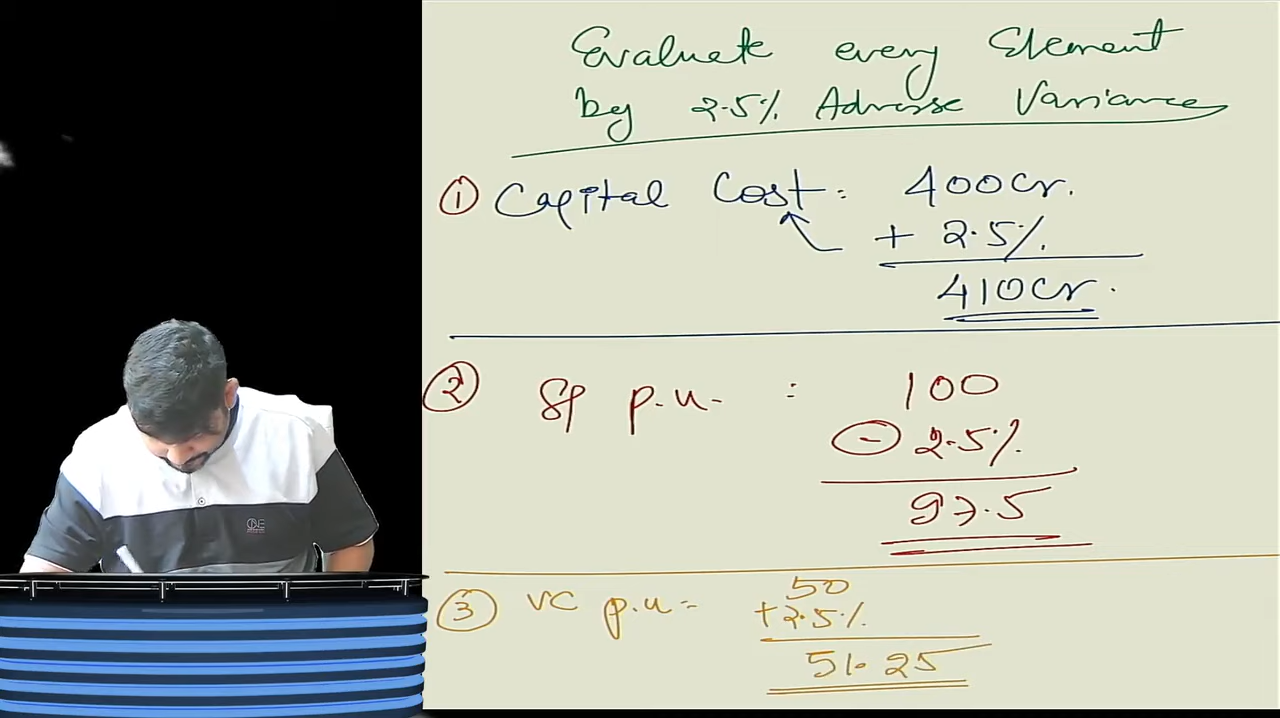 Evaluate every Element
by 2.5% Adverse Variance
① Capital Cost: 400Cr.
+ 2.5%
410Cr.
② SP p.u. : 100
(-) 2.5%
97.5
③ VC p.u= 50
+2.5%
51.25